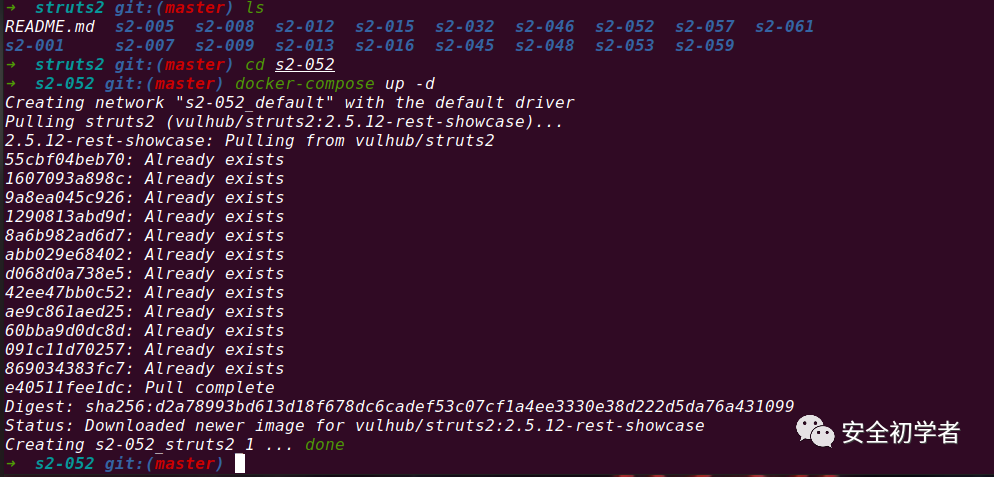 ➜  struts2 git:(master) ls
README.md  s2-005  s2-008  s2-012  s2-015  s2-032  s2-046  s2-052  s2-057  s2-061
s2-001     s2-007  s2-009  s2-013  s2-016  s2-045  s2-048  s2-053  s2-059
➜  struts2 git:(master) cd s2-052
➜  s2-052 git:(master) docker-compose up -d
Creating network "s2-052_default" with the default driver
Pulling struts2 (vulhub/struts2:2.5.12-rest-showcase)...
2.5.12-rest-showcase: Pulling from vulhub/struts2
55cbf04beb70: Already exists
1607093a898c: Already exists
9a8ea045c926: Already exists
1290813abd9d: Already exists
8a6b982ad6d7: Already exists
abb029e68402: Already exists
d068d0a738e5: Already exists
42ee47bb0c52: Already exists
ae9c861aed25: Already exists
60bba9d0dc8d: Already exists
091c11d70257: Already exists
869034383fc7: Already exists
e40511fee1dc: Pull complete
Digest: sha256:d2a78993bd613d18f678dc6cadef53c07cf1a4ee3330e38d222d5da76a431099
Status: Downloaded newer image for vulhub/struts2:2.5.12-rest-showcase
Creating s2-052_struts2_1 ... done
➜  s2-052 git:(master)
安全初学者